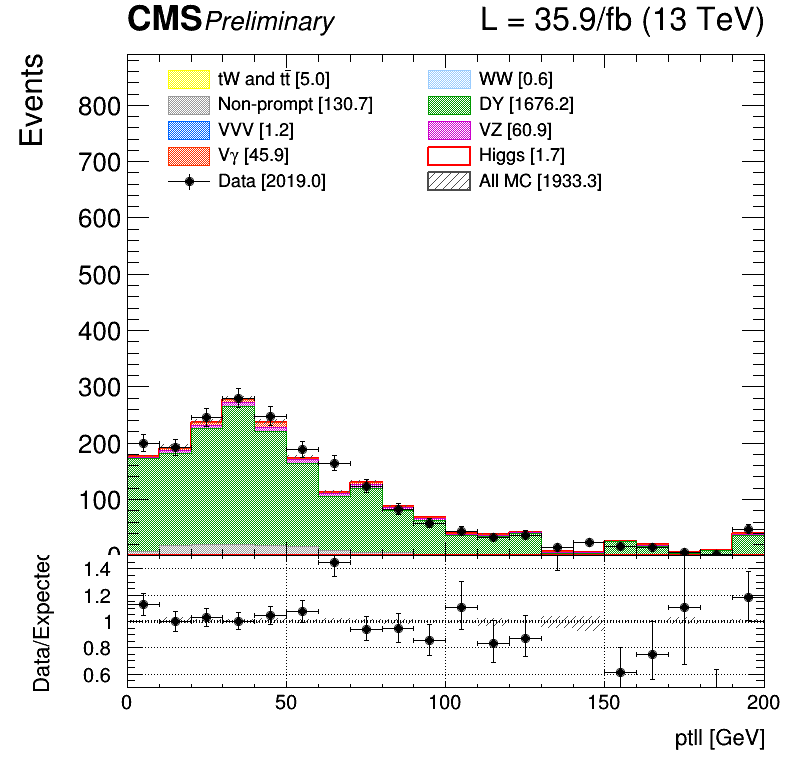 CMS Preliminary L = 35.9/fb (13 TeV)
Events
tW and tt̄ [5.0] WW [0.6]
Non-prompt [130.7] DY [1676.2]
VVV [1.2] VZ [60.9]
Vγ [45.9] Higgs [1.7]
Data [2019.0] All MC [1933.3]
800
700
600
500
400
300
200
100
0
Data/Expected
1.4
1.2
1
0.8
0.6
0 50 100 150 200
ptll [GeV]